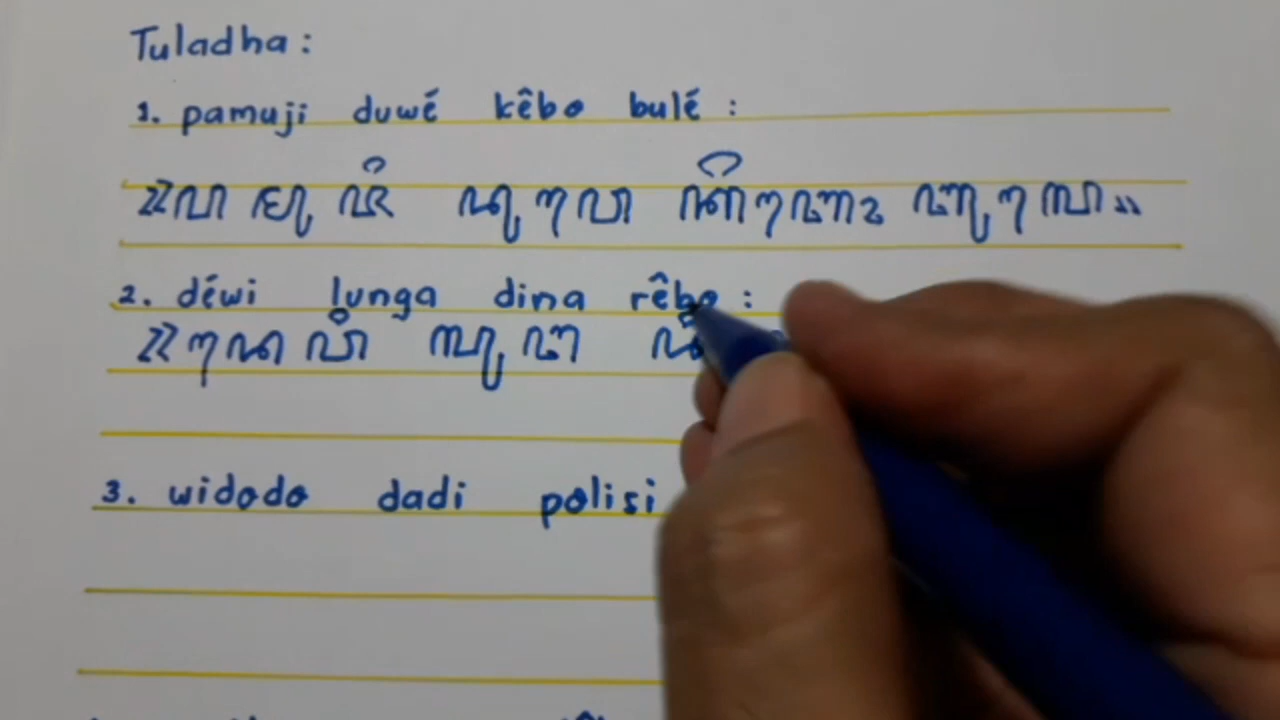 Tuladha :
1. pamuji duwé kêbo bulé :
꧋ꦥꦩꦸꦗꦶ ꦢꦸꦮꦺ ꦏꦼꦧꦺꦴ ꦧꦸꦭꦺ꧉
2. déwi lunga dina rêbo :
꧋ꦢꦺꦮꦶ ꦭꦸꦔ ꦢꦶ
3. widodo dadi polisi